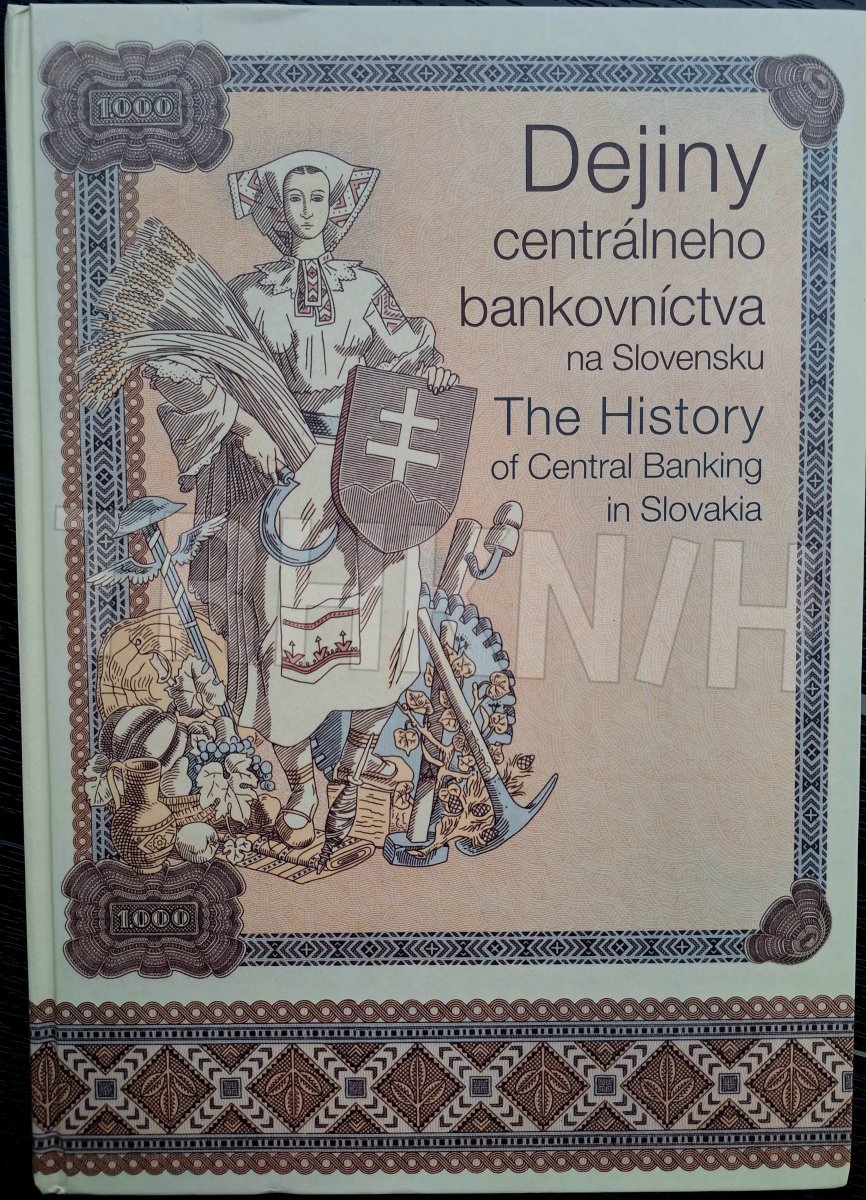 1000
Dejiny
centrálneho
bankovníctva
na Slovensku
The History
of Central Banking
in Slovakia
1000